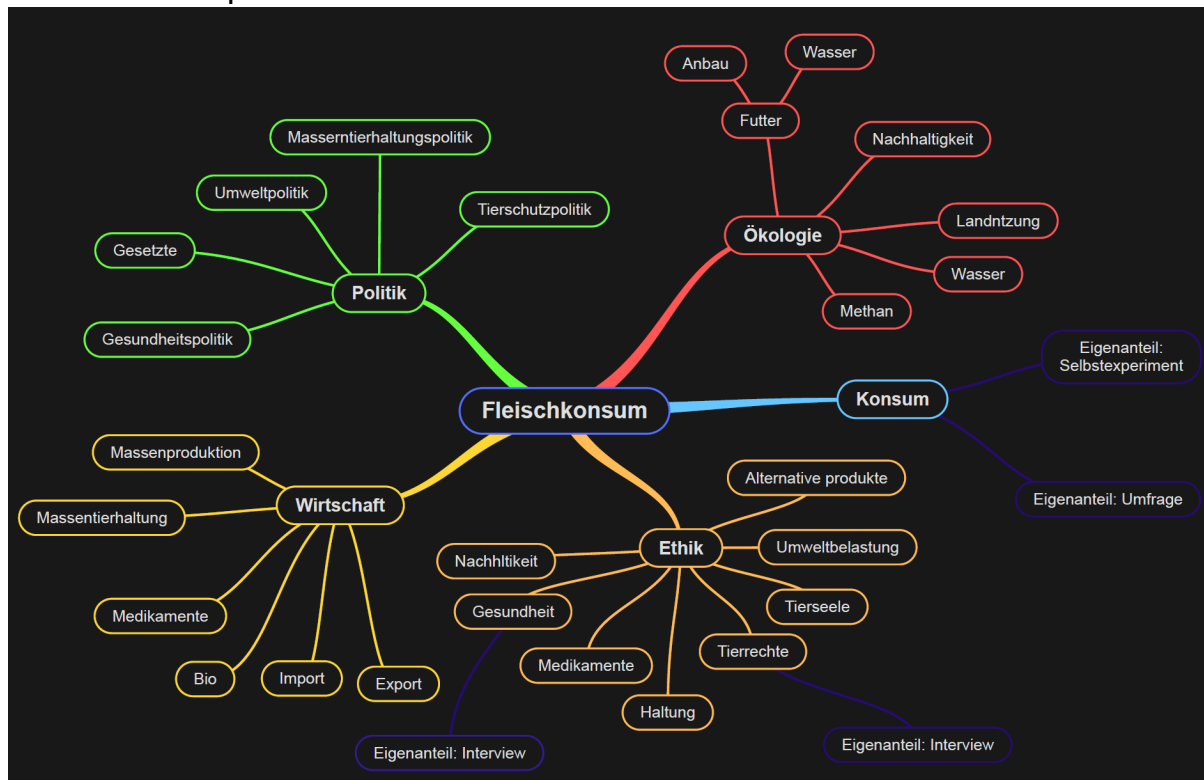 Anbau
Wasser
Futter
Masserntierhaltungspolitik
Nachhaltigkeit
Umweltpolitik
Tierschutzpolitik
Landntzung
Ökologie
Gesetzte
Wasser
Politik
Methan
Gesundheitspolitik
Eigenanteil:
Selbstexperiment
Konsum
Fleischkonsum
Massenproduktion
Alternative produkte
Eigenanteil: Umfrage
Wirtschaft
Massentierhaltung
Ethik
Umweltbelastung
Nachhltikeit
Tierseele
Gesundheit
Medikamente
Tierrechte
Medikamente
Bio
Import
Export
Haltung
Eigenanteil: Interview
Eigenanteil: Interview